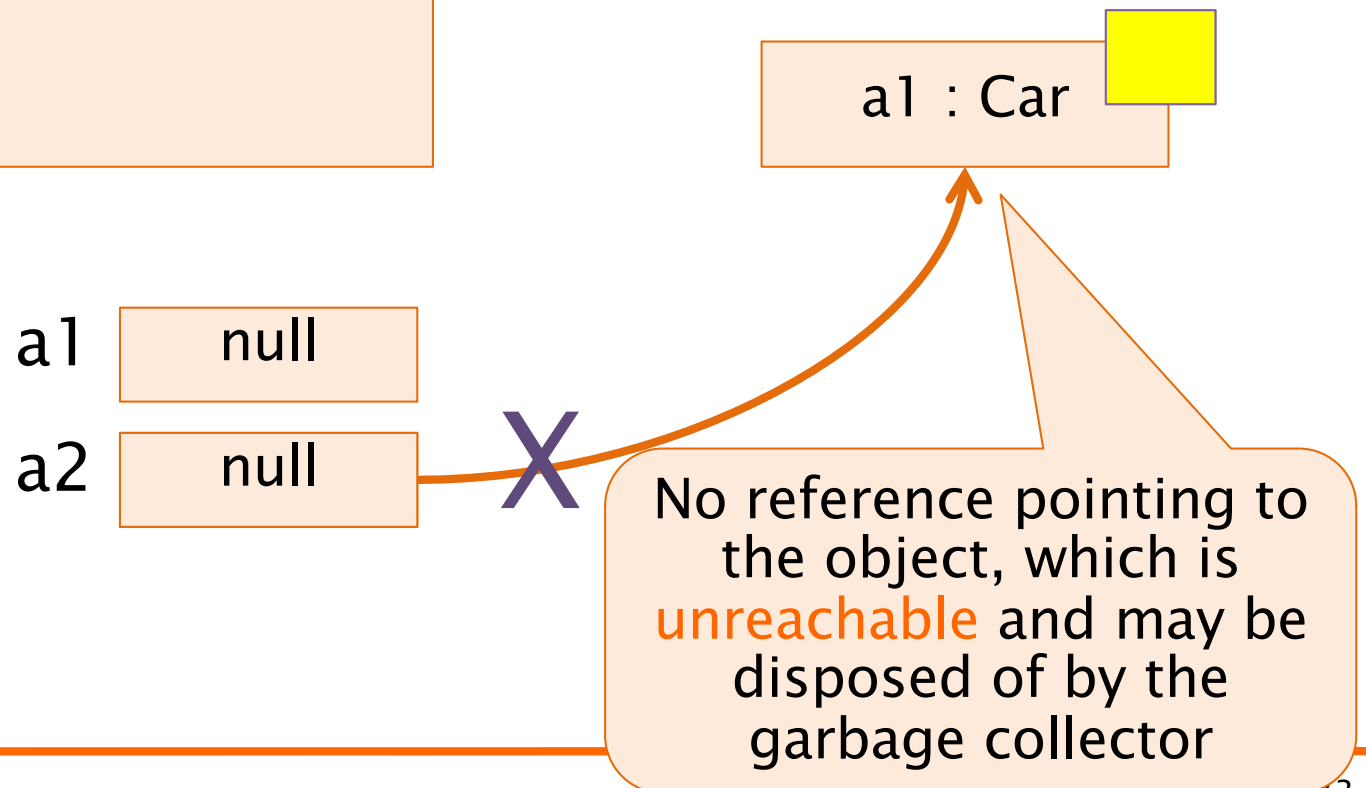 a1 : Car
a1 null
a2 null
X
No reference pointing to
the object, which is
unreachable and may be
disposed of by the
garbage collector